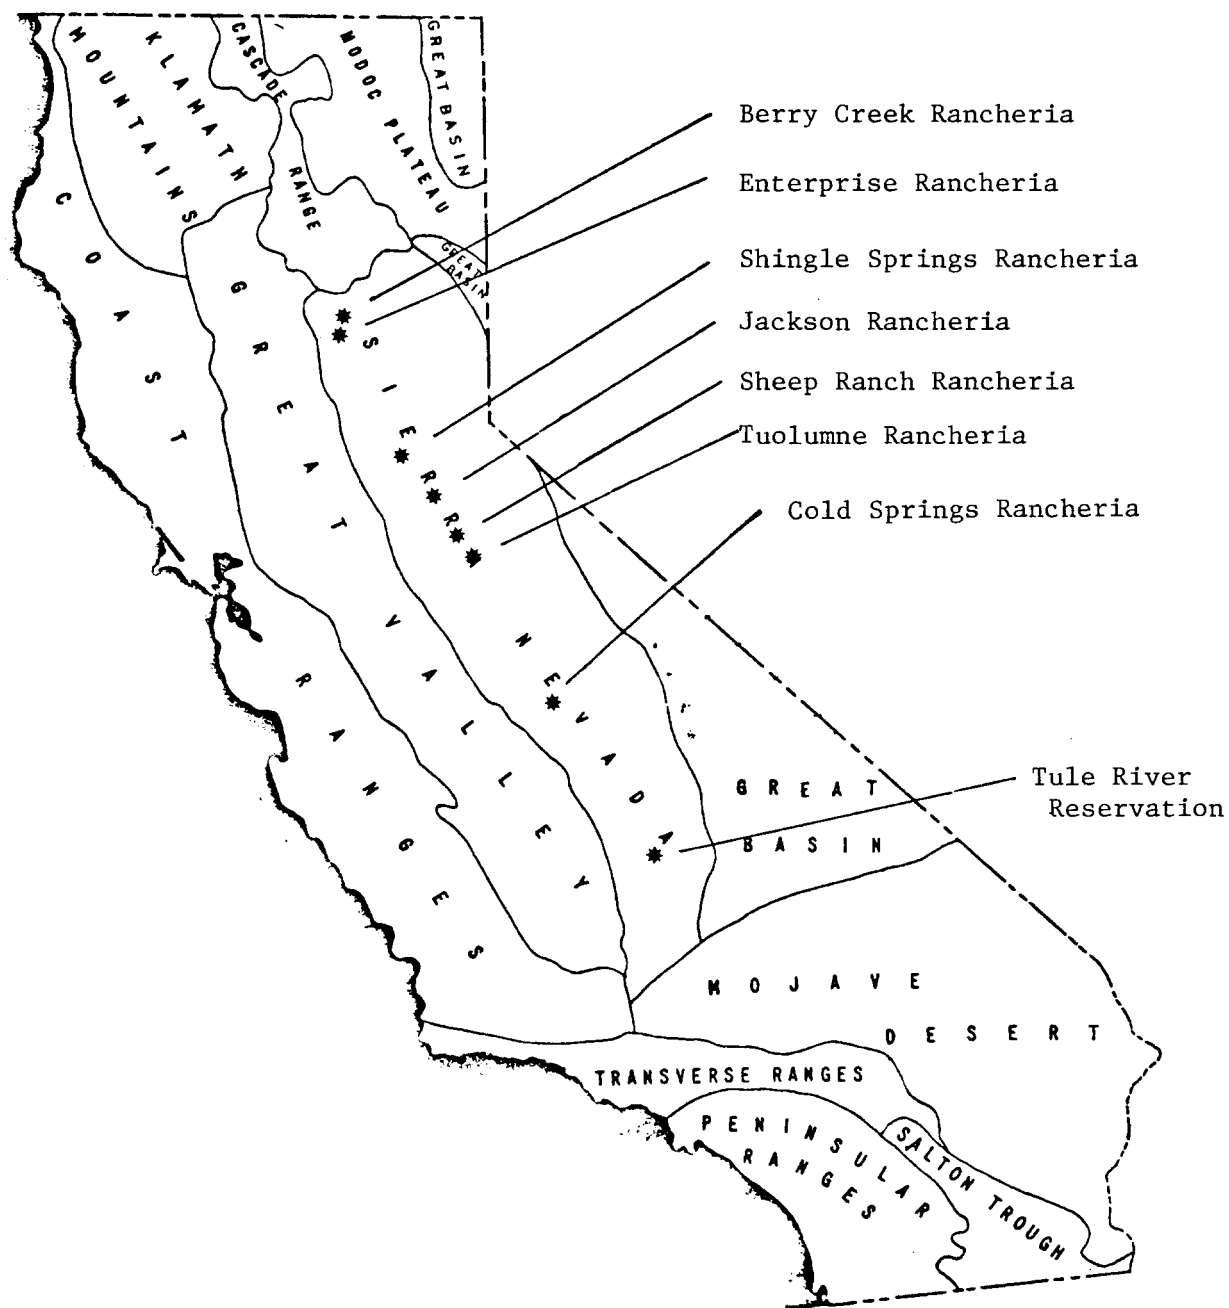 KLAMATH
MOUNTAINS
CASCADE
RANGE
MODOC PLATEAU
GREAT BASIN
GREAT
BASIN
COAST
RANGES
GREAT VALLEY
SIERRA NEVADA
Berry Creek Rancheria
Enterprise Rancheria
Shingle Springs Rancheria
Jackson Rancheria
Sheep Ranch Rancheria
Tuolumne Rancheria
Cold Springs Rancheria
Tule River
Reservation
GREAT
BASIN
MOJAVE
DESERT
TRANSVERSE RANGES
PENINSULAR
RANGES
SALTON TROUGH